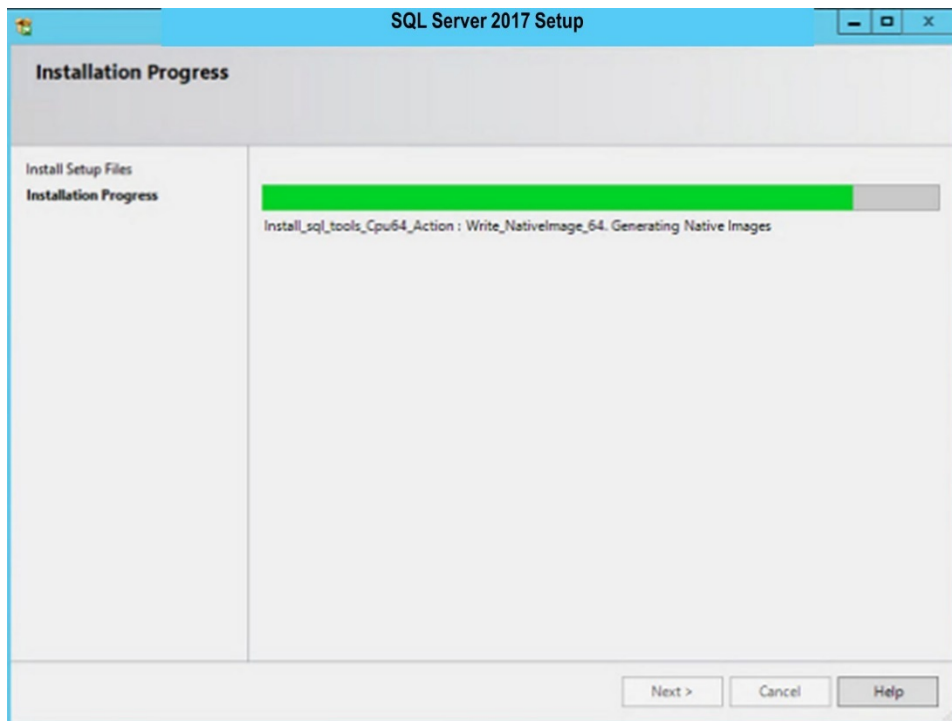 SQL Server 2017 Setup
Installation Progress
Install Setup Files
Installation Progress
Install_sql_tools_Cpu64_Action : Write_NativeImage_64. Generating Native Images
Next >
Cancel
Help